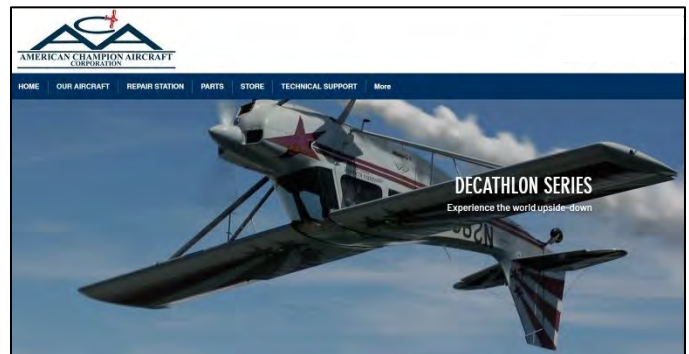 AMERICAN CHAMPION AIRCRAFT
CORPORATION
HOME OUR AIRCRAFT REPAIR STATION PARTS STORE TECHNICAL SUPPORT More
DECATHLON SERIES
Experience the world upside-down